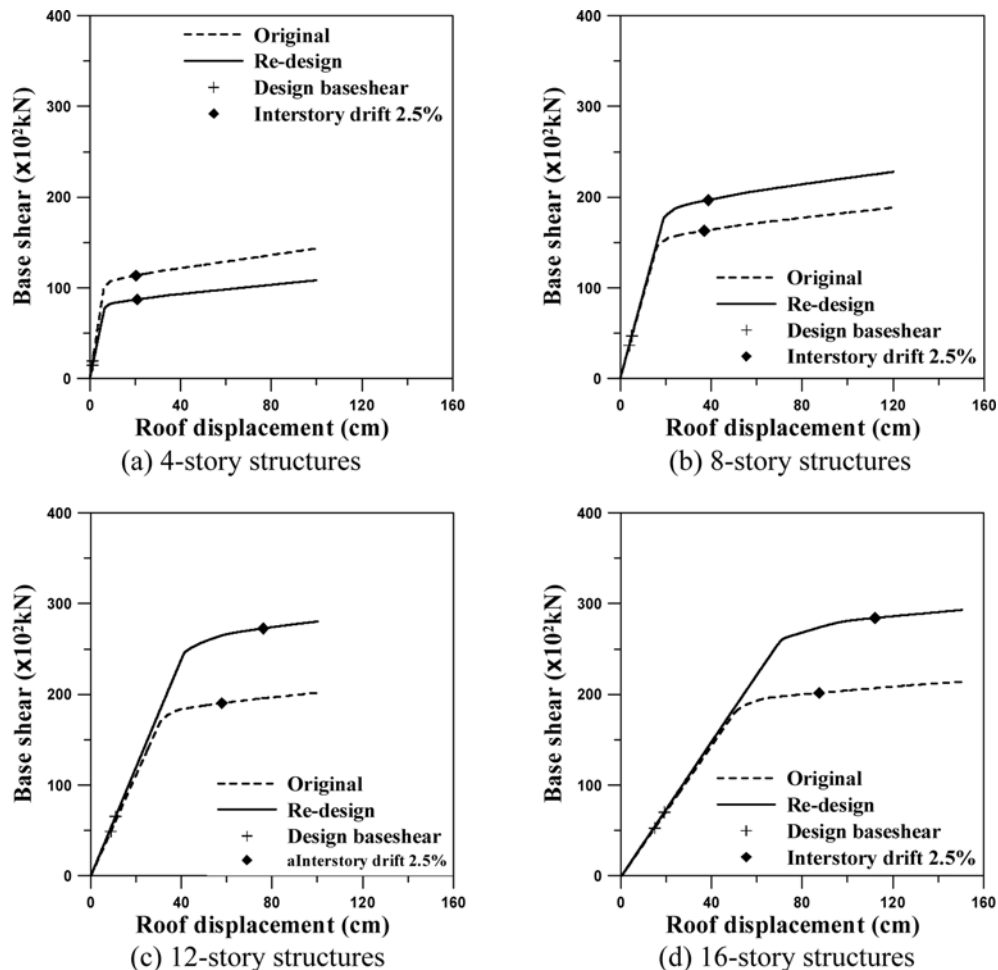 400
300
200
100
0
Base shear (x10²kN)
Original
Re-design
Design baseshear
Interstory drift 2.5%
0 40 80 120 160
Roof displacement (cm)
(a) 4-story structures
400
300
200
100
0
Base shear (x10²kN)
Original
Re-design
Design baseshear
Interstory drift 2.5%
0 40 80 120 160
Roof displacement (cm)
(b) 8-story structures
400
300
200
100
0
Base shear (x10²kN)
Original
Re-design
Design baseshear
aInterstory drift 2.5%
0 40 80 120 160
Roof displacement (cm)
(c) 12-story structures
400
300
200
100
0
Base shear (x10²kN)
Original
Re-design
Design baseshear
Interstory drift 2.5%
0 40 80 120 160
Roof displacement (cm)
(d) 16-story structures